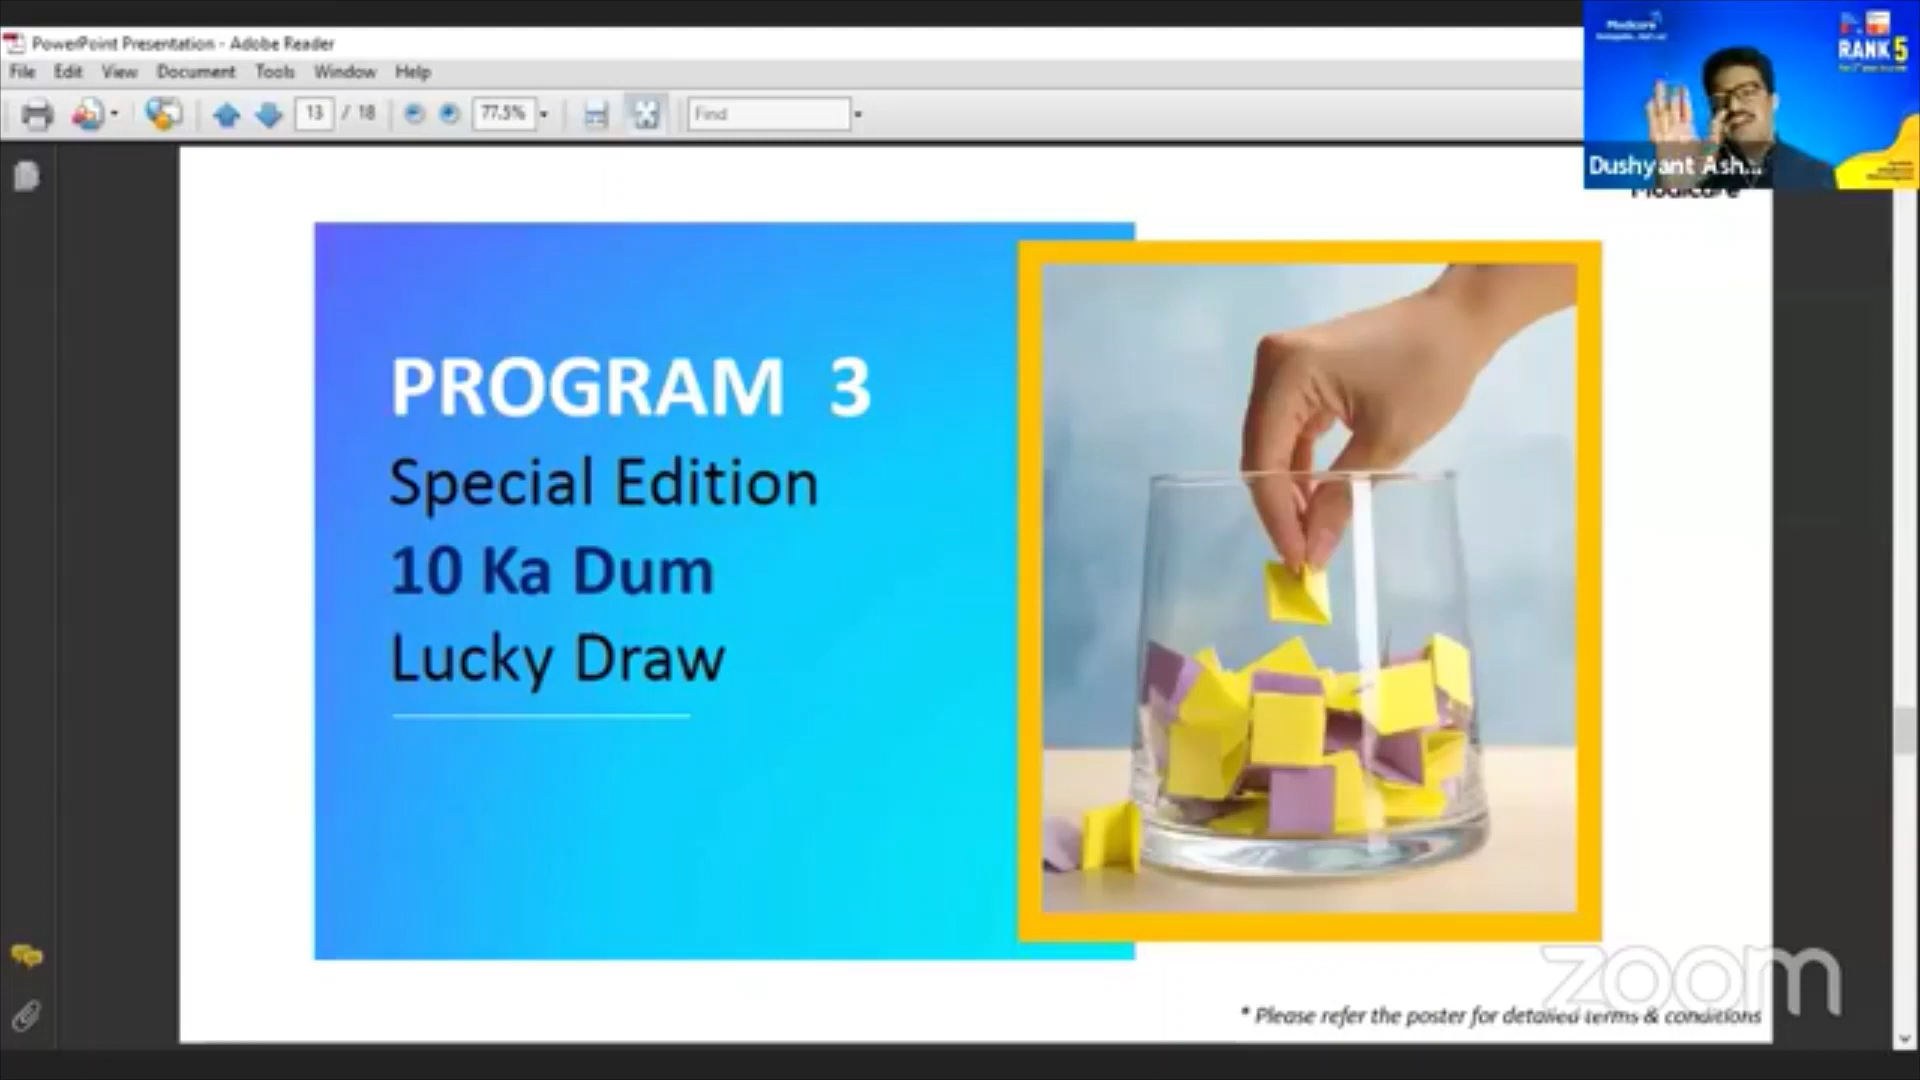 PowerPoint Presentation - Adobe Reader
File Edit View Document Tools Window Help
13 / 18 77.5% Find
Modicare
RANK 5
Dushyant Ash...
Modicare
PROGRAM 3
Special Edition
10 Ka Dum
Lucky Draw
zoom
* Please refer the poster for detailed terms & conditions